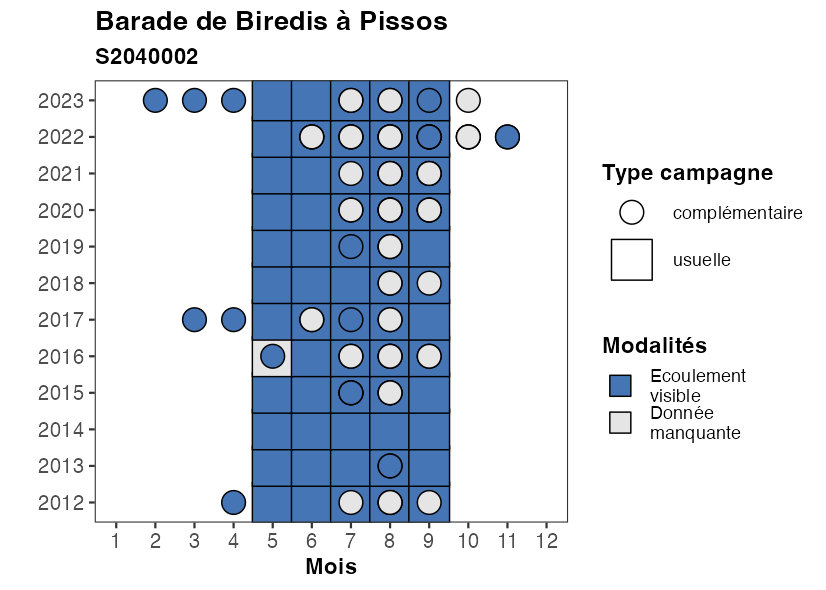 Barade de Biredis à Pissos
S2040002
2023
2022
2021
2020
2019
2018
2017
2016
2015
2014
2013
2012
1 2 3 4 5 6 7 8 9 10 11 12
Mois
Type campagne
complémentaire
usuelle
Modalités
Ecoulement
visible
Donnée
manquante